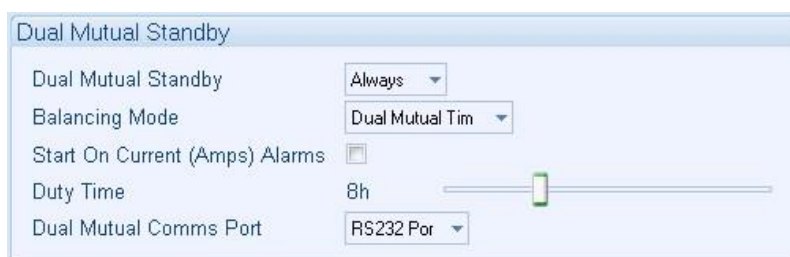 Dual Mutual Standby
Dual Mutual Standby Always
Balancing Mode Dual Mutual Tim
Start On Current (Amps) Alarms
Duty Time 8h
Dual Mutual Comms Port RS232 Por